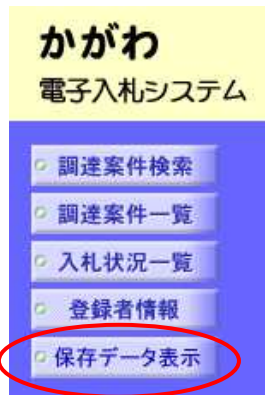 かがわ
電子入札システム
調達案件検索
調達案件一覧
入札状況一覧
登録者情報
保存データ表示